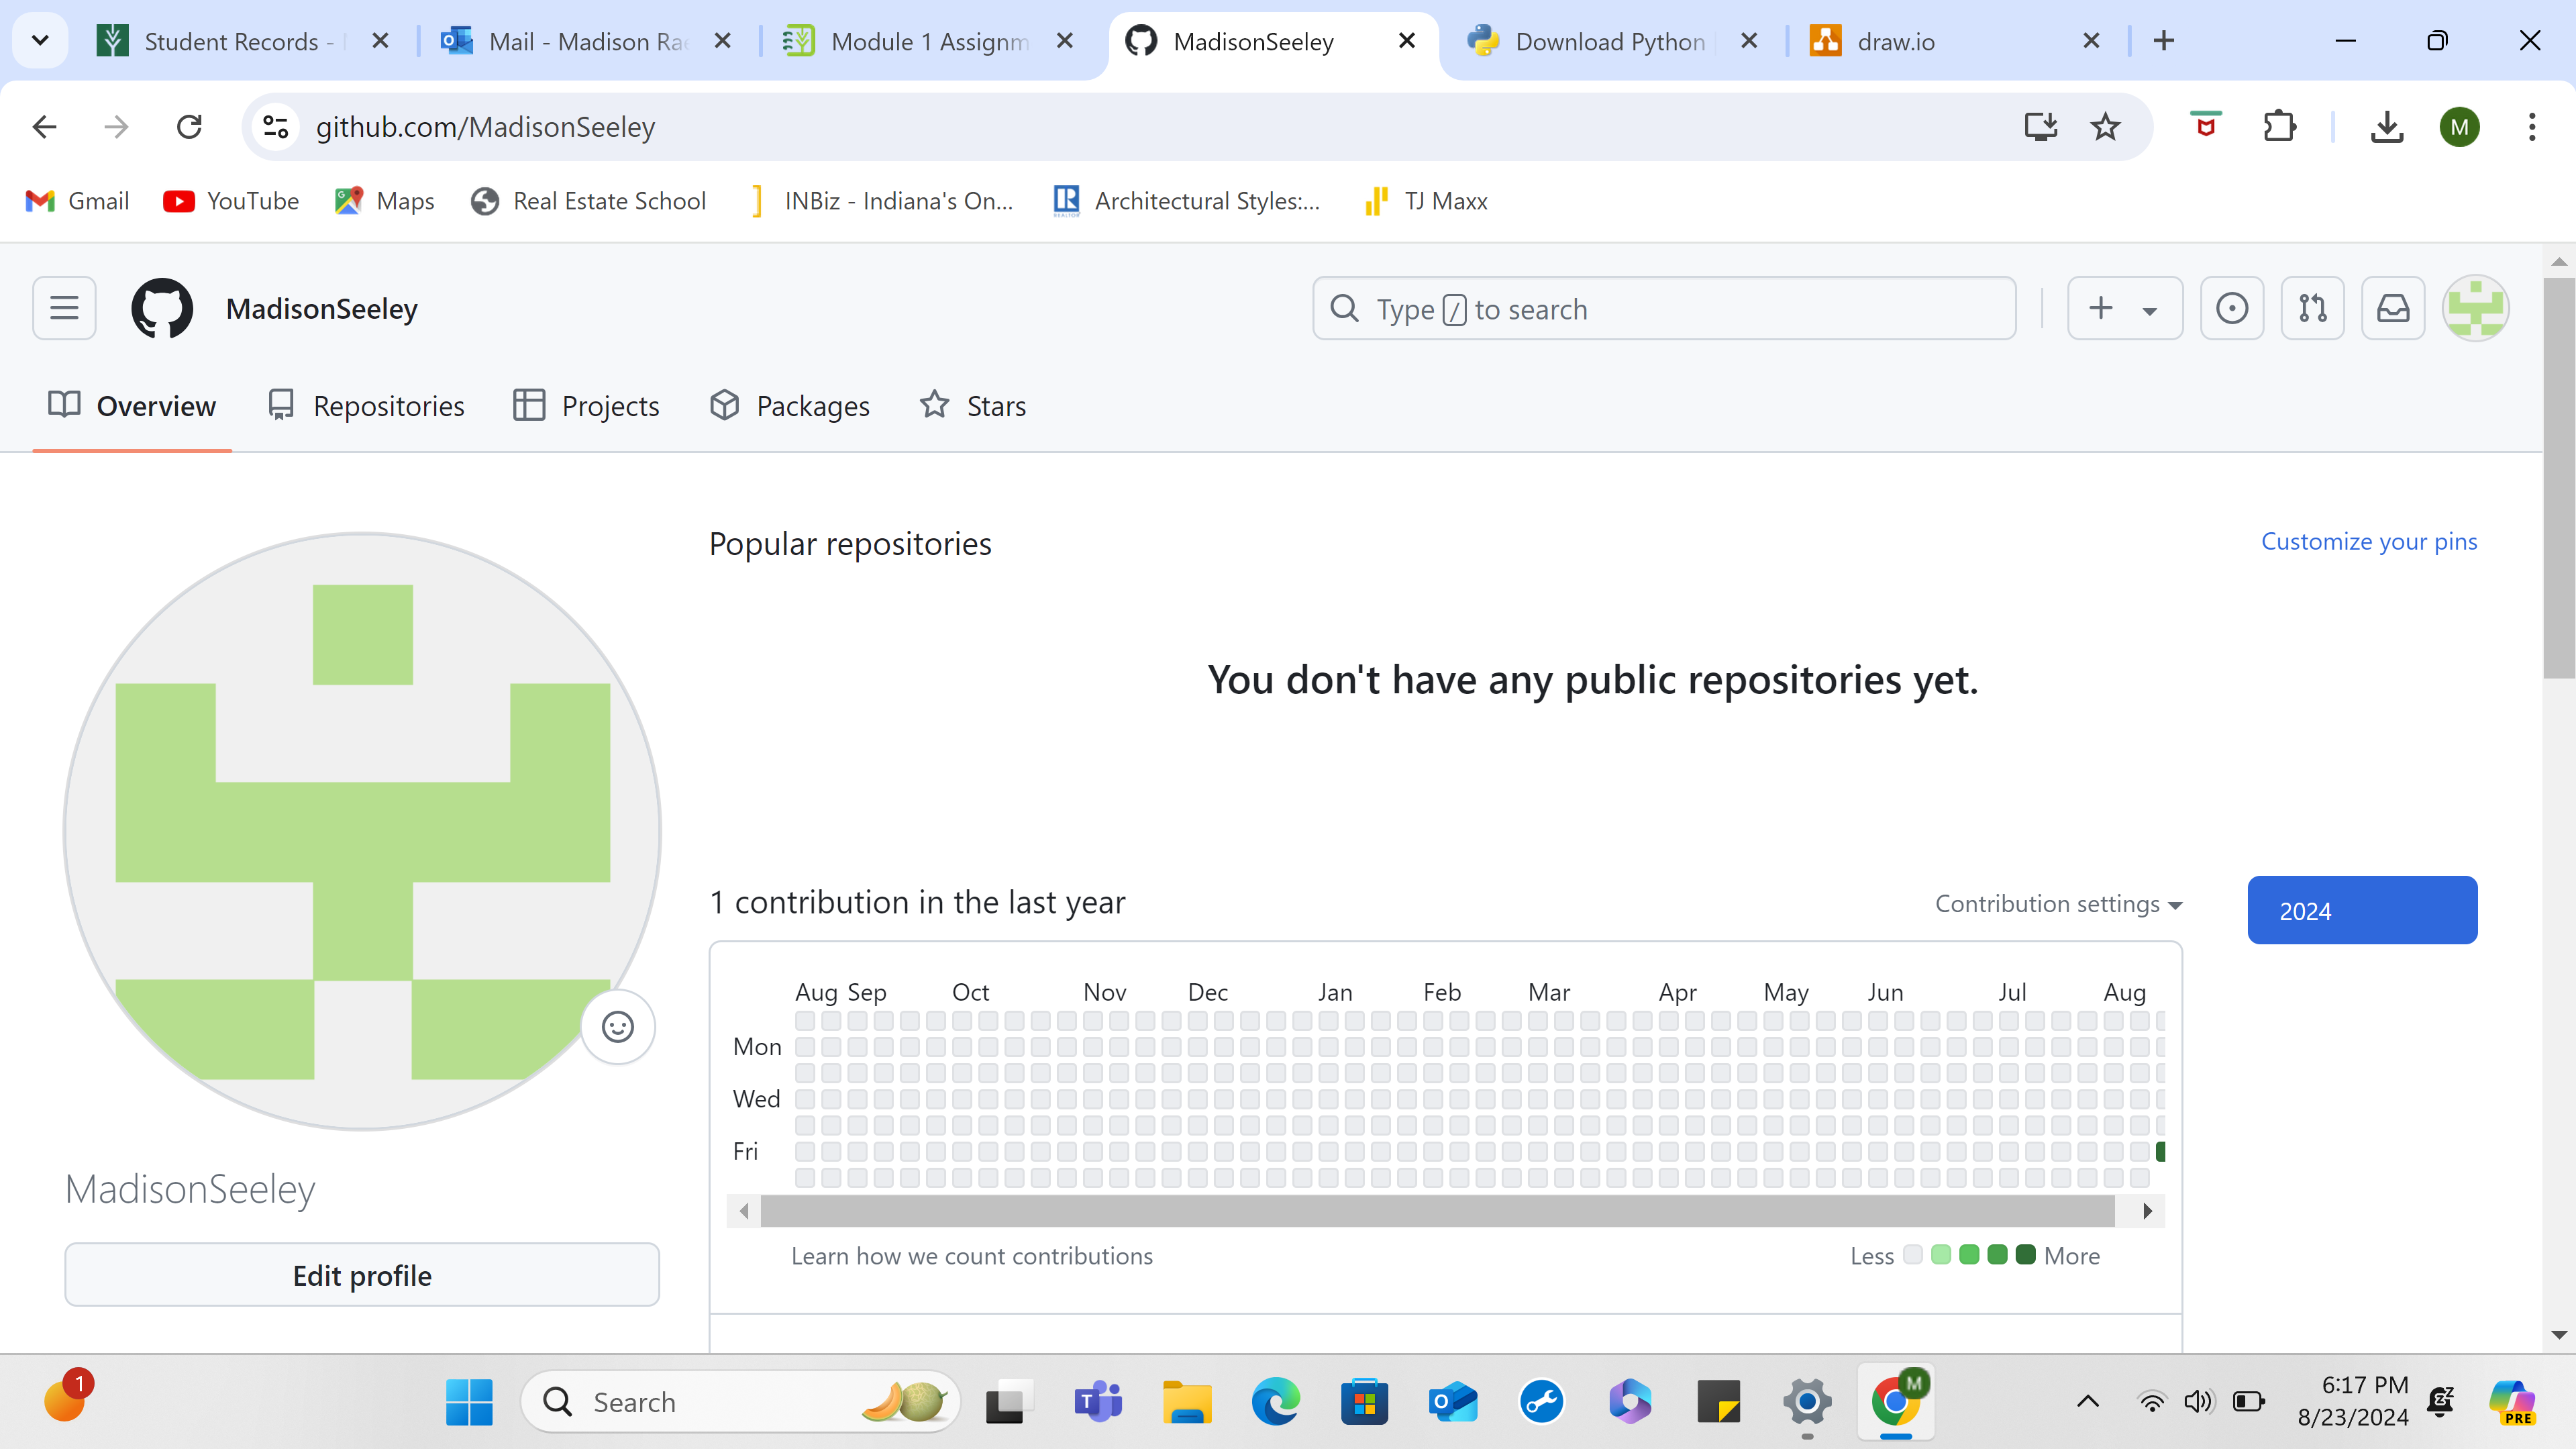 Student Records -
Mail - Madison Rae
Module 1 Assignm
MadisonSeeley
Download Python
draw.io
github.com/MadisonSeeley
M
Gmail
YouTube
Maps
Real Estate School
INBiz - Indiana's On...
Architectural Styles:...
TJ Maxx
MadisonSeeley
Type / to search
Overview
Repositories
Projects
Packages
Stars
Popular repositories
Customize your pins
You don't have any public repositories yet.
1 contribution in the last year
Contribution settings
2024
Aug Sep Oct Nov Dec Jan Feb Mar Apr May Jun Jul Aug
Mon
Wed
Fri
MadisonSeeley
Learn how we count contributions
Less
More
Edit profile
1
Search
M
6:17 PM
8/23/2024
PRE